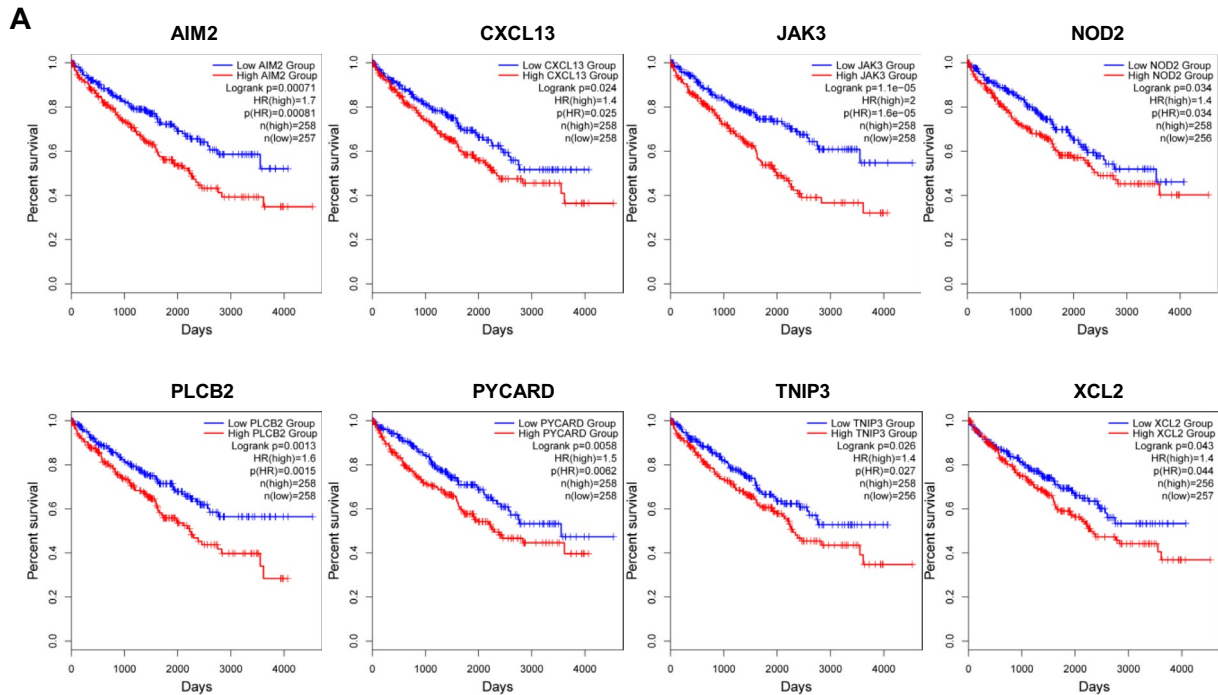 A
AIM2
Low AIM2 Group
High AIM2 Group
Logrank p=0.00071
HR(high)=1.7
p(HR)=0.00081
n(high)=258
n(low)=257
Percent survival
0.0 0.2 0.4 0.6 0.8 1.0
0 1000 2000 3000 4000
Days
CXCL13
Low CXCL13 Group
High CXCL13 Group
Logrank p=0.024
HR(high)=1.4
p(HR)=0.025
n(high)=258
n(low)=258
Percent survival
0.0 0.2 0.4 0.6 0.8 1.0
0 1000 2000 3000 4000
Days
JAK3
Low JAK3 Group
High JAK3 Group
Logrank p=1.1e-05
HR(high)=2
p(HR)=1.6e-05
n(high)=258
n(low)=258
Percent survival
0.0 0.2 0.4 0.6 0.8 1.0
0 1000 2000 3000 4000
Days
NOD2
Low NOD2 Group
High NOD2 Group
Logrank p=0.034
HR(high)=1.4
p(HR)=0.034
n(high)=258
n(low)=256
Percent survival
0.0 0.2 0.4 0.6 0.8 1.0
0 1000 2000 3000 4000
Days
PLCB2
Low PLCB2 Group
High PLCB2 Group
Logrank p=0.0013
HR(high)=1.6
p(HR)=0.0015
n(high)=258
n(low)=258
Percent survival
0.0 0.2 0.4 0.6 0.8 1.0
0 1000 2000 3000 4000
Days
PYCARD
Low PYCARD Group
High PYCARD Group
Logrank p=0.0058
HR(high)=1.5
p(HR)=0.0062
n(high)=258
n(low)=258
Percent survival
0.0 0.2 0.4 0.6 0.8 1.0
0 1000 2000 3000 4000
Days
TNIP3
Low TNIP3 Group
High TNIP3 Group
Logrank p=0.026
HR(high)=1.4
p(HR)=0.027
n(high)=258
n(low)=256
Percent survival
0.0 0.2 0.4 0.6 0.8 1.0
0 1000 2000 3000 4000
Days
XCL2
Low XCL2 Group
High XCL2 Group
Logrank p=0.043
HR(high)=1.4
p(HR)=0.044
n(high)=256
n(low)=257
Percent survival
0.0 0.2 0.4 0.6 0.8 1.0
0 1000 2000 3000 4000
Days